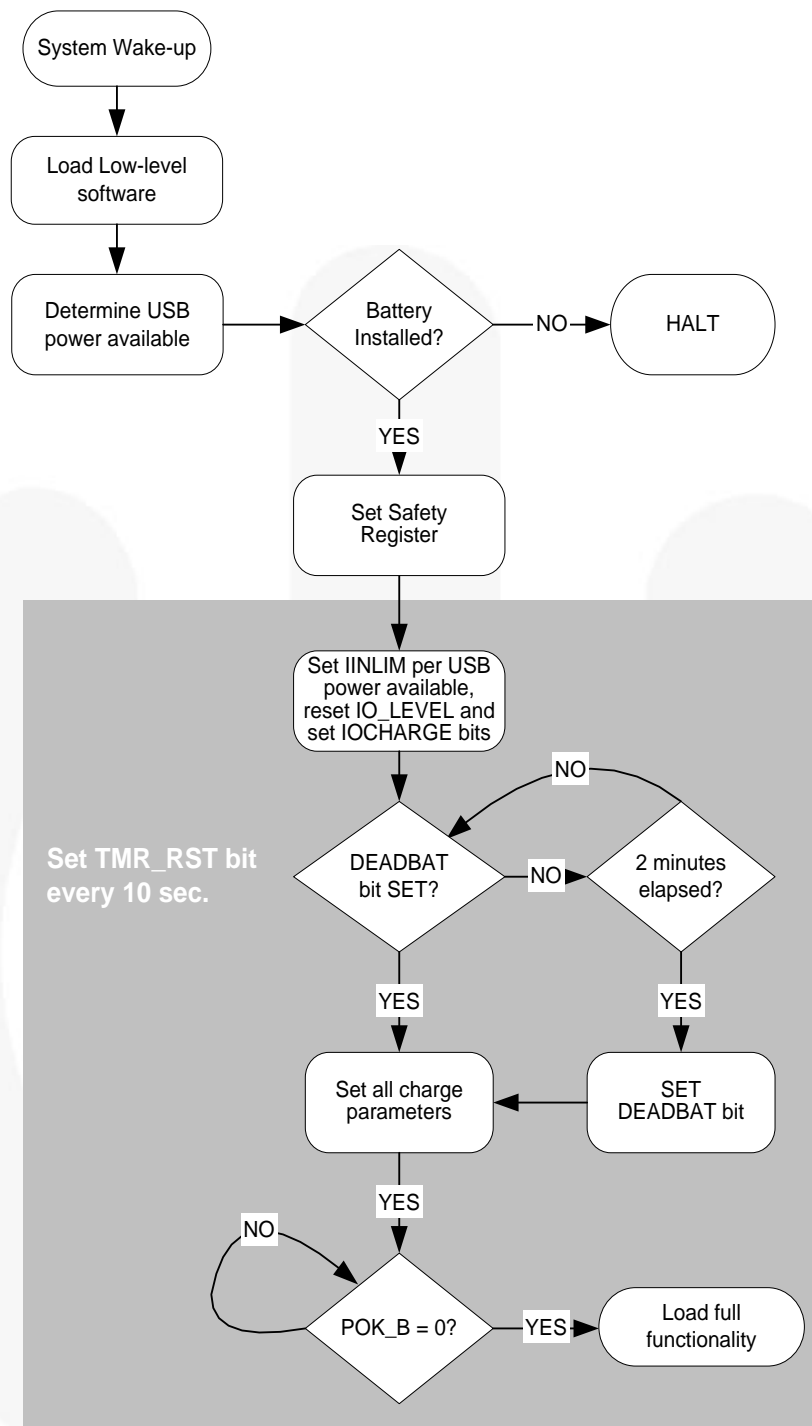 System Wake-up
Load Low-level
software
Determine USB
power available
Battery
Installed?
NO
HALT
YES
Set Safety
Register
Set IINLIM per USB
power available,
reset IO_LEVEL and
set IOCHARGE bits
NO
Set TMR_RST bit
every 10 sec.
DEADBAT
bit SET?
NO
2 minutes
elapsed?
YES
YES
Set all charge
parameters
SET
DEADBAT bit
YES
NO
POK_B = 0?
YES
Load full
functionality